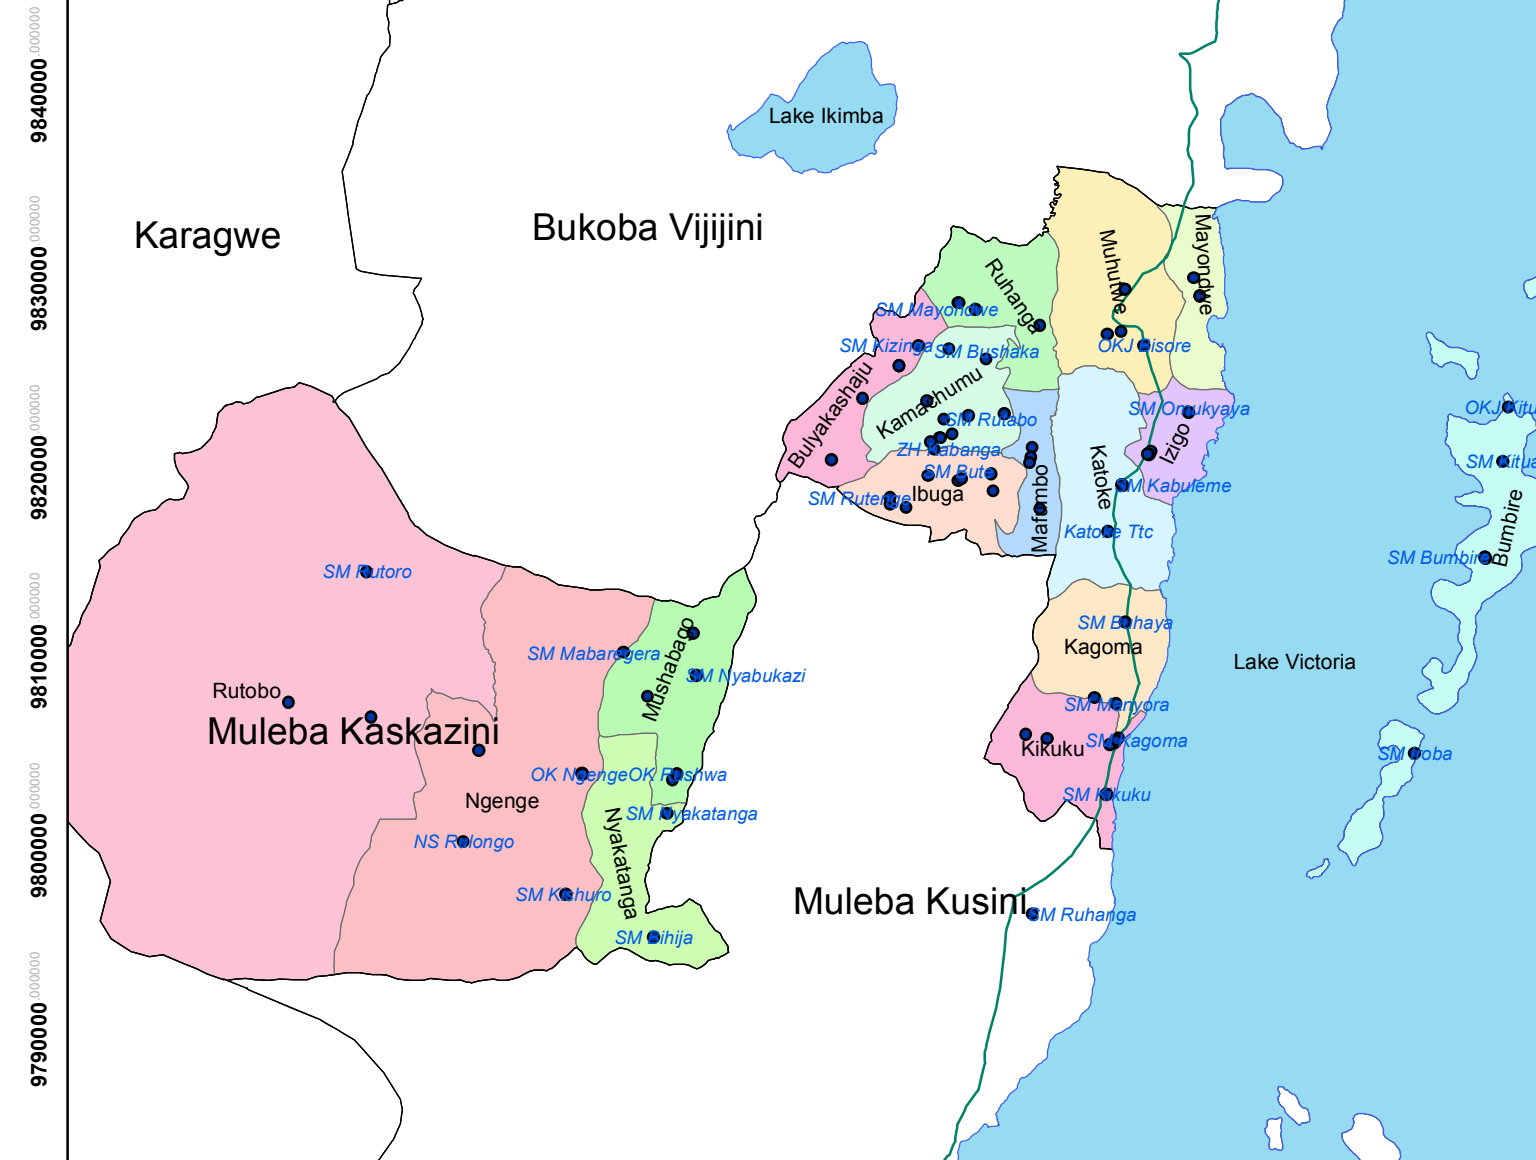 9840000.000000
9830000.000000
9820000.000000
9810000.000000
9800000.000000
9790000.000000
Karagwe
Bukoba Vijijini
Lake Ikimba
Mayondwe
Muhutwe
Ruhanga
SM Mayondwe
SM Kizinga
SM Bushaka
OKJ Bisore
Bulyakashaju
Kamachumu
SM Rutabo
SM Omukyaya
Izigo
ZH Kabanga
SM Bute
SM Rutenge
Ibuga
Mafumbo
Katoke
SM Kabuleme
Katoke Ttc
OKJ Kitu
SM Kitua
Bumbire
SM Bumbire
SM Rutoro
SM Buhaya
Kagoma
SM Mabaregera
Mushabago
SM Nyabukazi
Lake Victoria
Rutobo
Muleba Kaskazini
SM Manyora
SM Kagoma
Kikuku
SM Iroba
OK Ngenge
OK Rushwa
Ngenge
SM Kikuku
SM Nyakatanga
Nyakatanga
NS Rulongo
SM Kishuro
Muleba Kusini
SM Ruhanga
SM Bihija